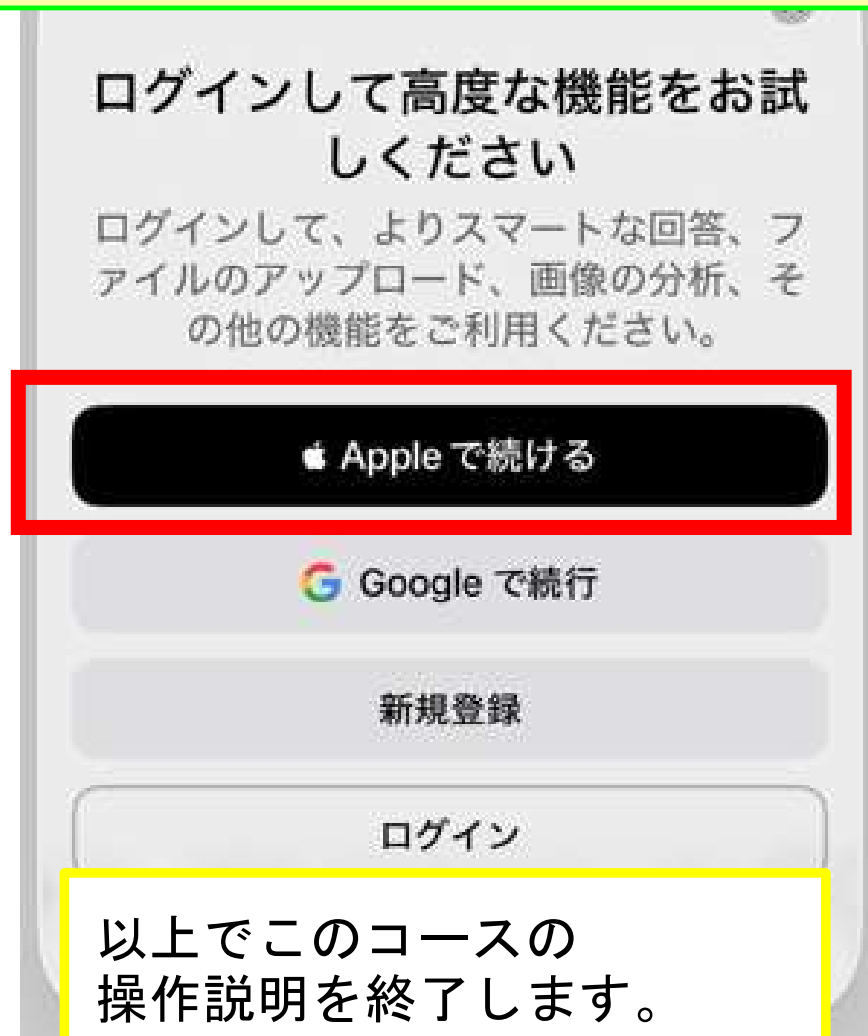 ログインして高度な機能をお試
しください
ログインして、よりスマートな回答、フ
ァイルのアップロード、画像の分析、そ
の他の機能をご利用ください。
Apple で続ける
Google で続行
新規登録
ログイン
以上でこのコースの
操作説明を終了します。